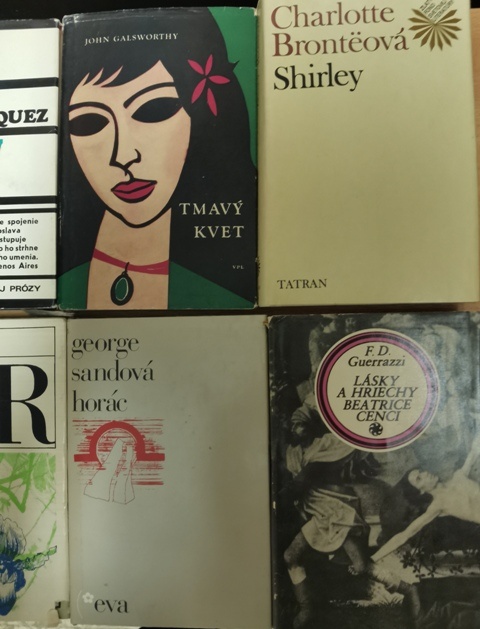 QUEZ
e spojenie
slava
stupuje
o ho strhne
ho umenia.
enos Aires
J PRÓZY
JOHN GALSWORTHY
TMAVÝ
KVET
VPL
Charlotte
Brontëová
Shirley
TATRAN
R
george
sandová
horác
eva
F. D.
Guerrazzi
LÁSKY
A HRIECHY
BEATRICE
CENCI